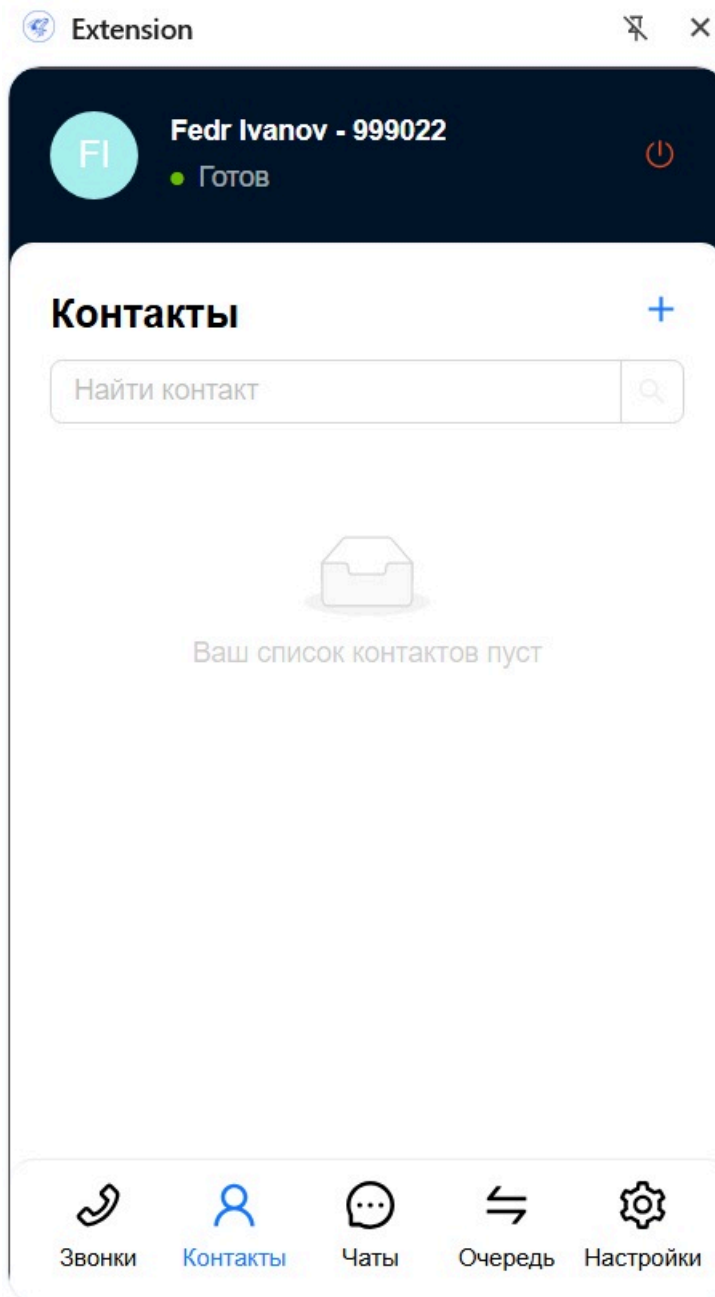 Extension
FI
Fedr Ivanov - 999022
Готов
Контакты
Найти контакт
Ваш список контактов пуст
Звонки Контакты Чаты Очередь Настройки